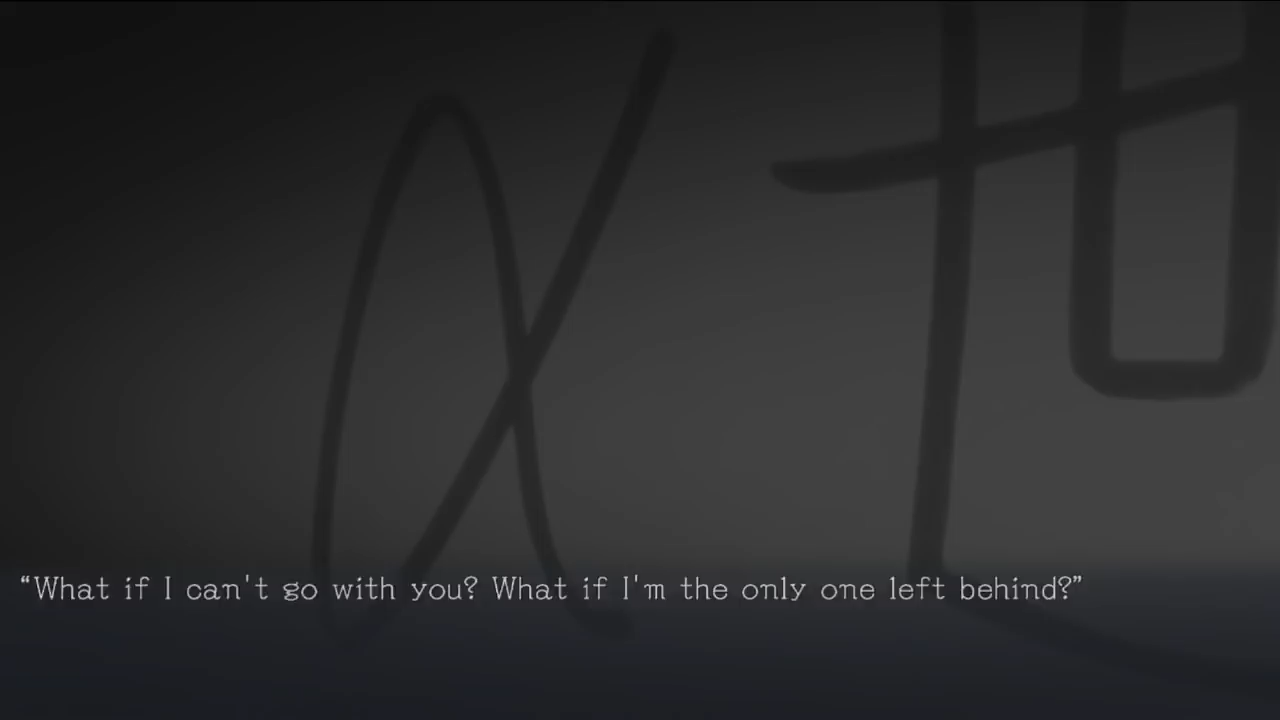 “What if I can't go with you? What if I'm the only one left behind?”